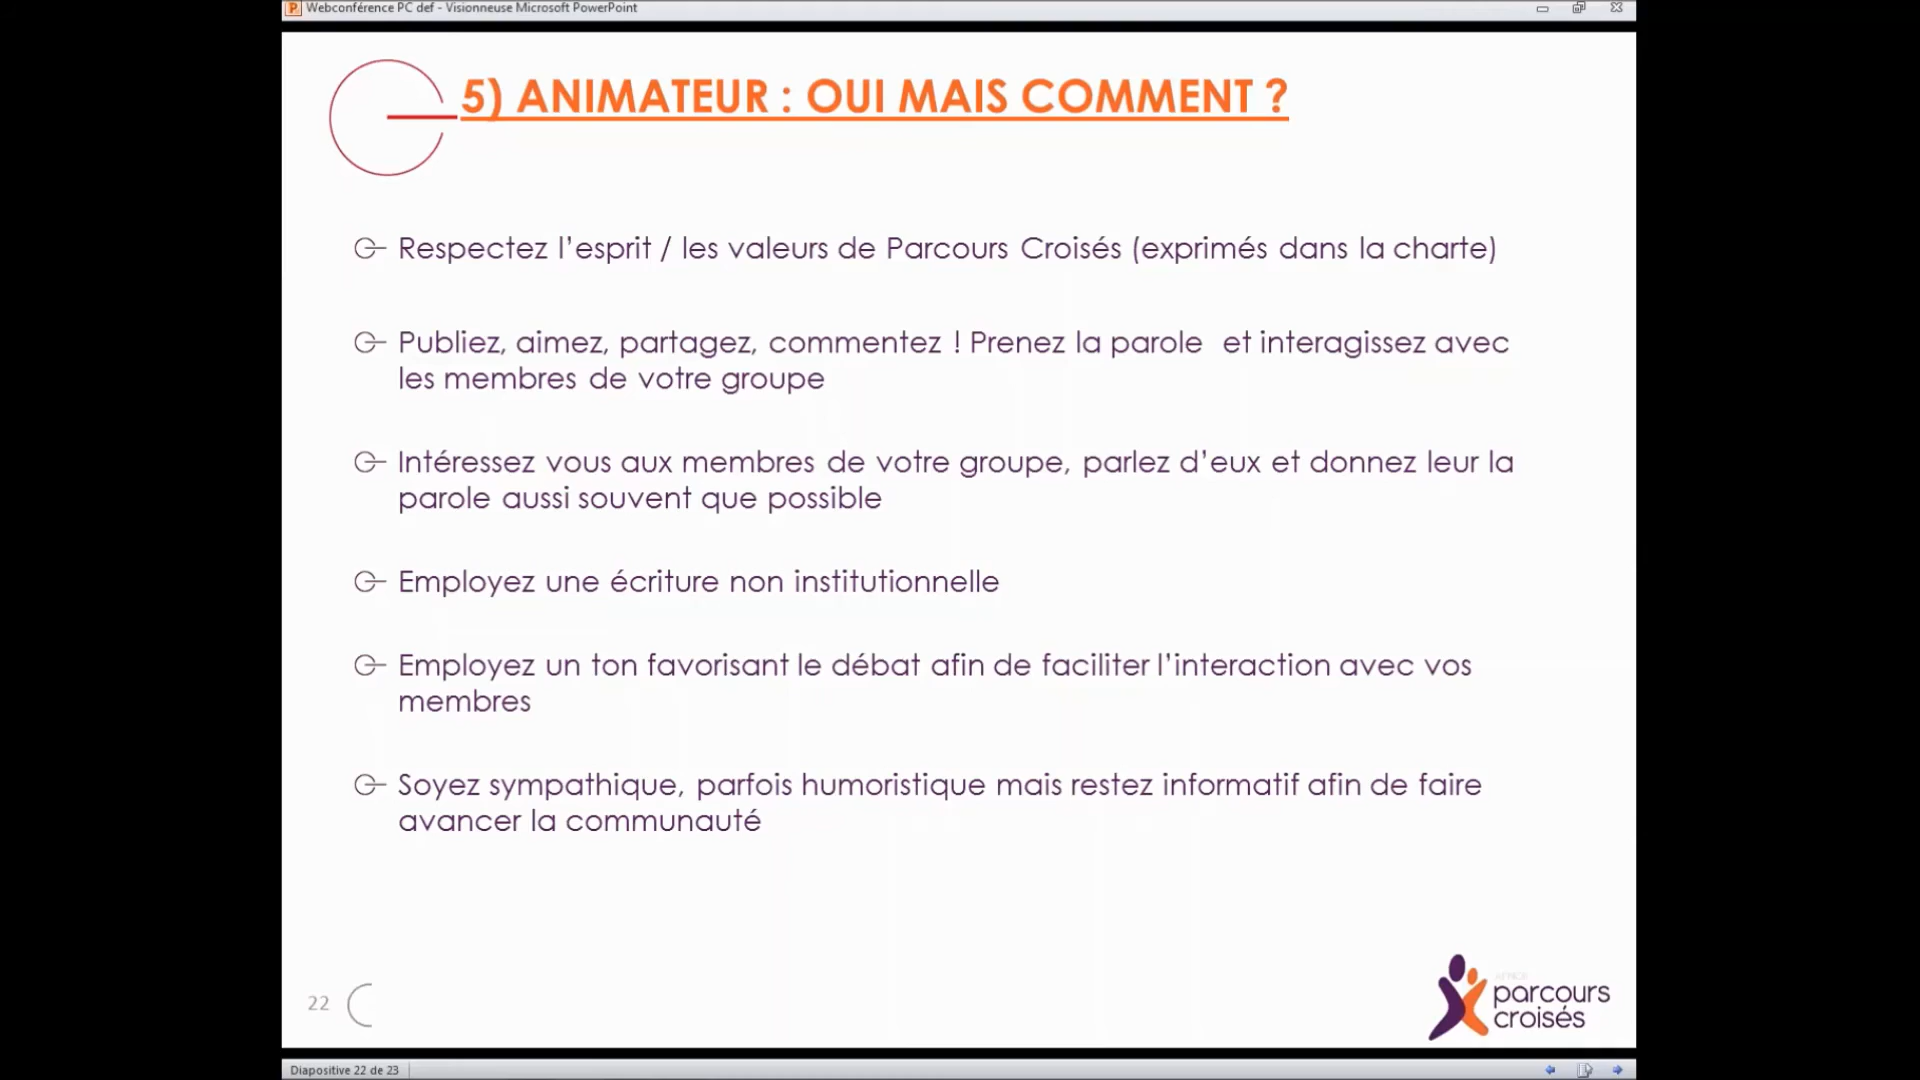 Webconférence PC def - Visionneuse Microsoft PowerPoint
5) ANIMATEUR : OUI MAIS COMMENT ?
Respectez l’esprit / les valeurs de Parcours Croisés (exprimés dans la charte)
Publiez, aimez, partagez, commentez ! Prenez la parole et interagissez avec
les membres de votre groupe
Intéressez vous aux membres de votre groupe, parlez d’eux et donnez leur la
parole aussi souvent que possible
Employez une écriture non institutionnelle
Employez un ton favorisant le débat afin de faciliter l’interaction avec vos
membres
Soyez sympathique, parfois humoristique mais restez informatif afin de faire
avancer la communauté
22
parcours
croisés
Diapositive 22 de 23